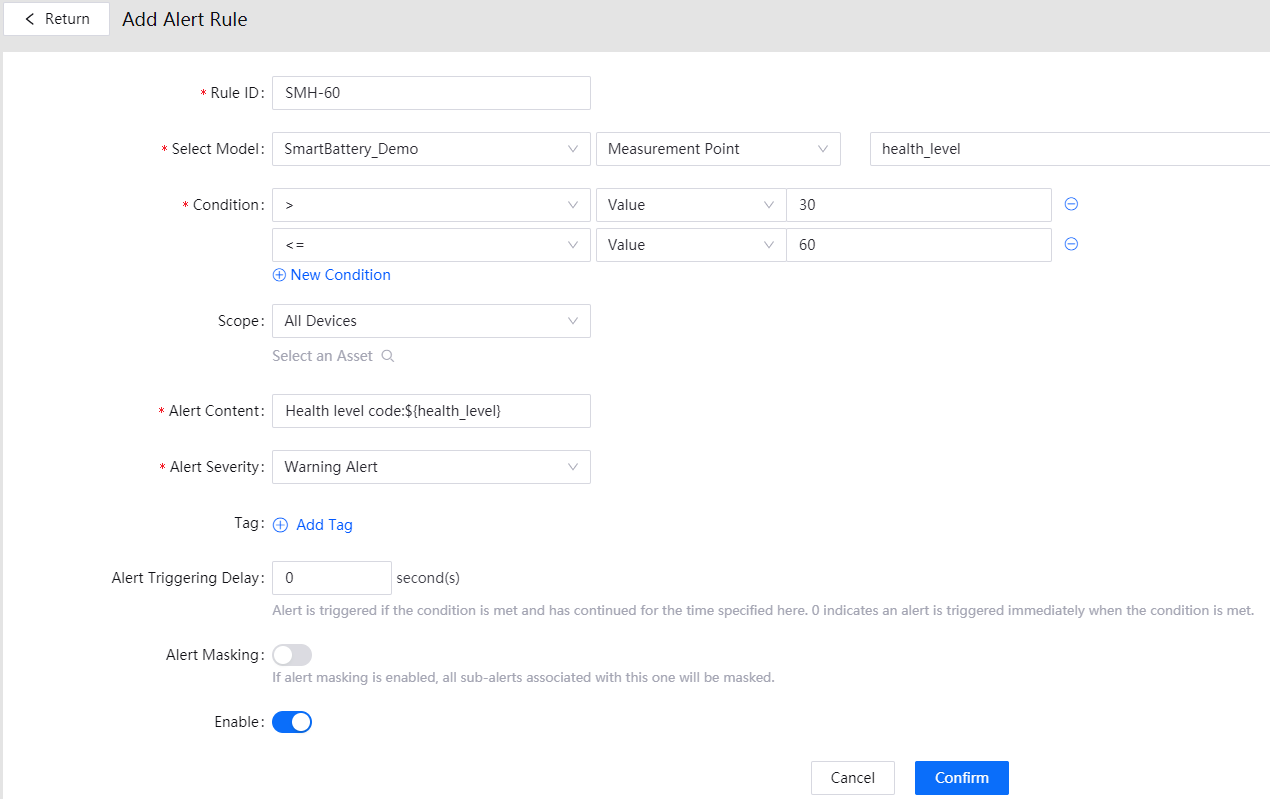 Return Add Alert Rule
* Rule ID: SMH-60
* Select Model: SmartBattery_Demo Measurement Point health_level
* Condition: > Value 30
<= Value 60
New Condition
Scope: All Devices
Select an Asset
* Alert Content: Health level code:${health_level}
* Alert Severity: Warning Alert
Tag: Add Tag
Alert Triggering Delay: 0 second(s)
Alert is triggered if the condition is met and has continued for the time specified here. 0 indicates an alert is triggered immediately when the condition is met.
Alert Masking:
If alert masking is enabled, all sub-alerts associated with this one will be masked.
Enable:
Cancel Confirm